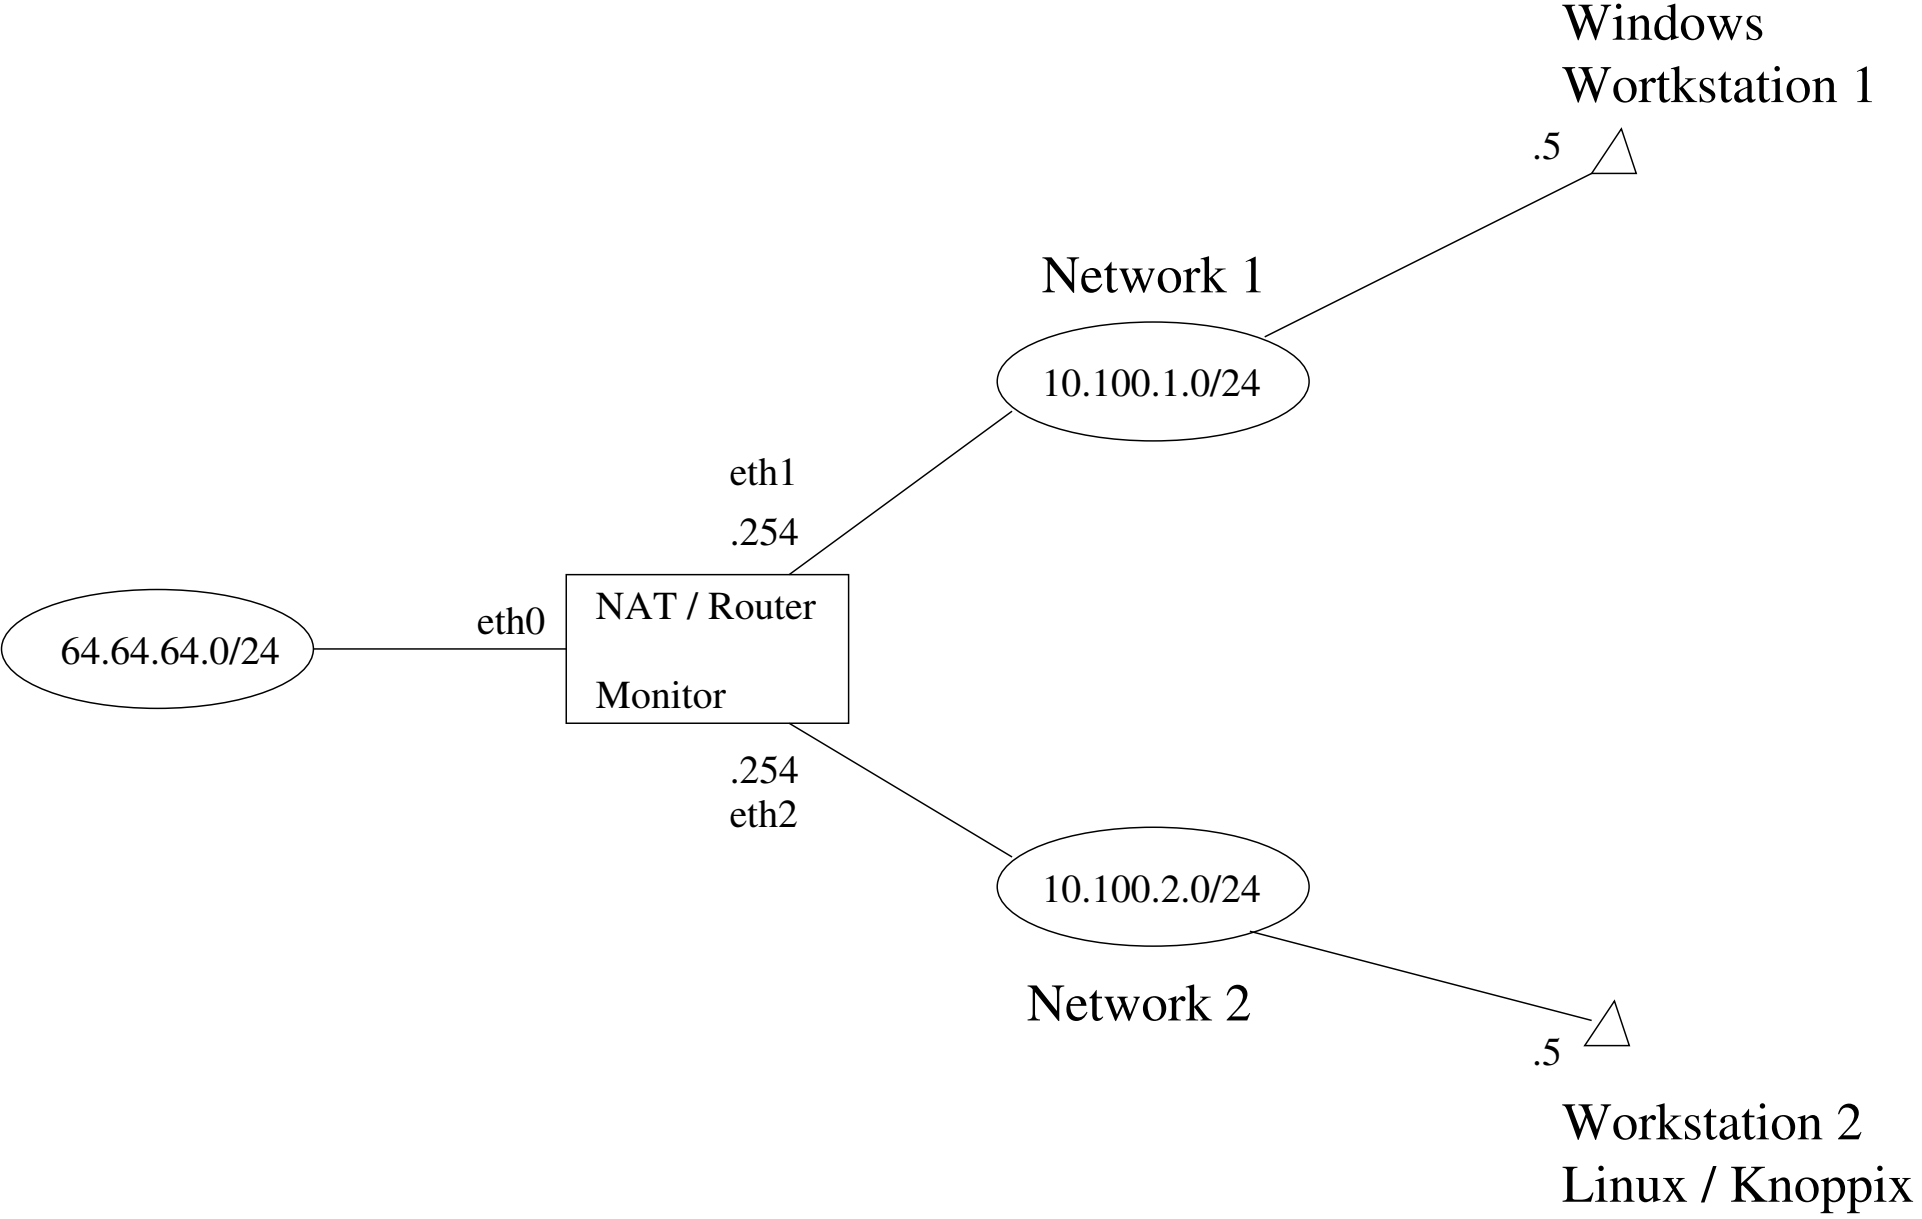 Windows
Wortkstation 1
.5
Network 1
10.100.1.0/24
eth1
.254
64.64.64.0/24
eth0
NAT / Router
Monitor
.254
eth2
10.100.2.0/24
Network 2
.5
Workstation 2
Linux / Knoppix